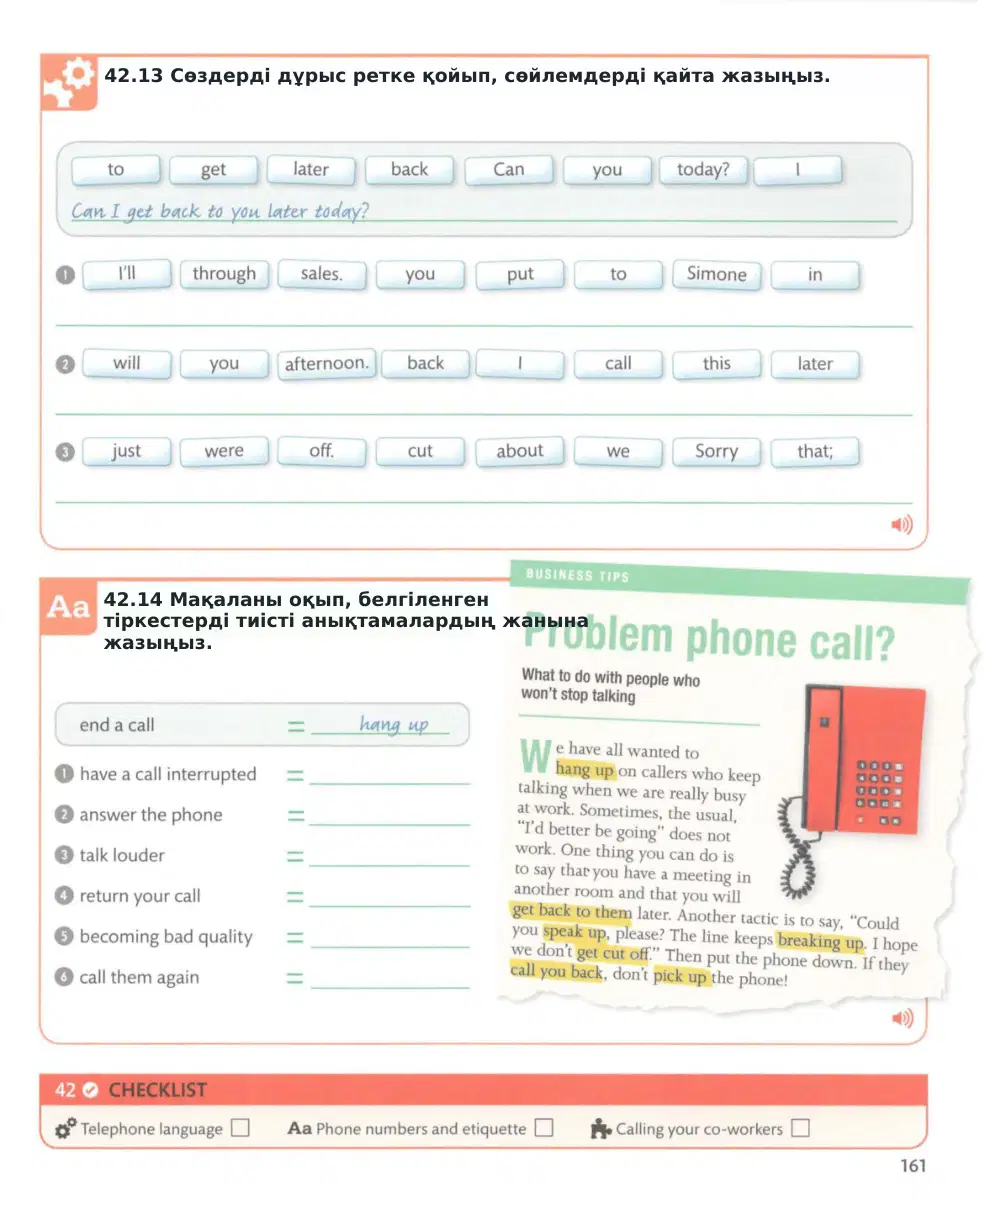 42.13 Сөздерді дұрыс ретке қойып, сөйлемдерді қайта жазыңыз.
to get later back Can you today? I
Can I get back to you later today?
1 I'll through sales. you put to Simone in
2 will you afternoon. back I call this later
3 just were off. cut about we Sorry that;
Aa 42.14 Мақаланы оқып, белгіленген
тіркестерді тиісті анықтамалардың жанына
жазыңыз.
end a call = hang up
1 have a call interrupted =
2 answer the phone =
3 talk louder =
4 return your call =
5 becoming bad quality =
6 call them again =
BUSINESS TIPS
Problem phone call?
What to do with people who
won't stop talking
We have all wanted to
hang up on callers who keep
talking when we are really busy
at work. Sometimes, the usual,
“I'd better be going” does not
work. One thing you can do is
to say that you have a meeting in
another room and that you will
get back to them later. Another tactic is to say, “Could
you speak up, please? The line keeps breaking up. I hope
we don't get cut off.” Then put the phone down. If they
call you back, don't pick up the phone!
42 CHECKLIST
Telephone language Aa Phone numbers and etiquette Calling your co-workers
161